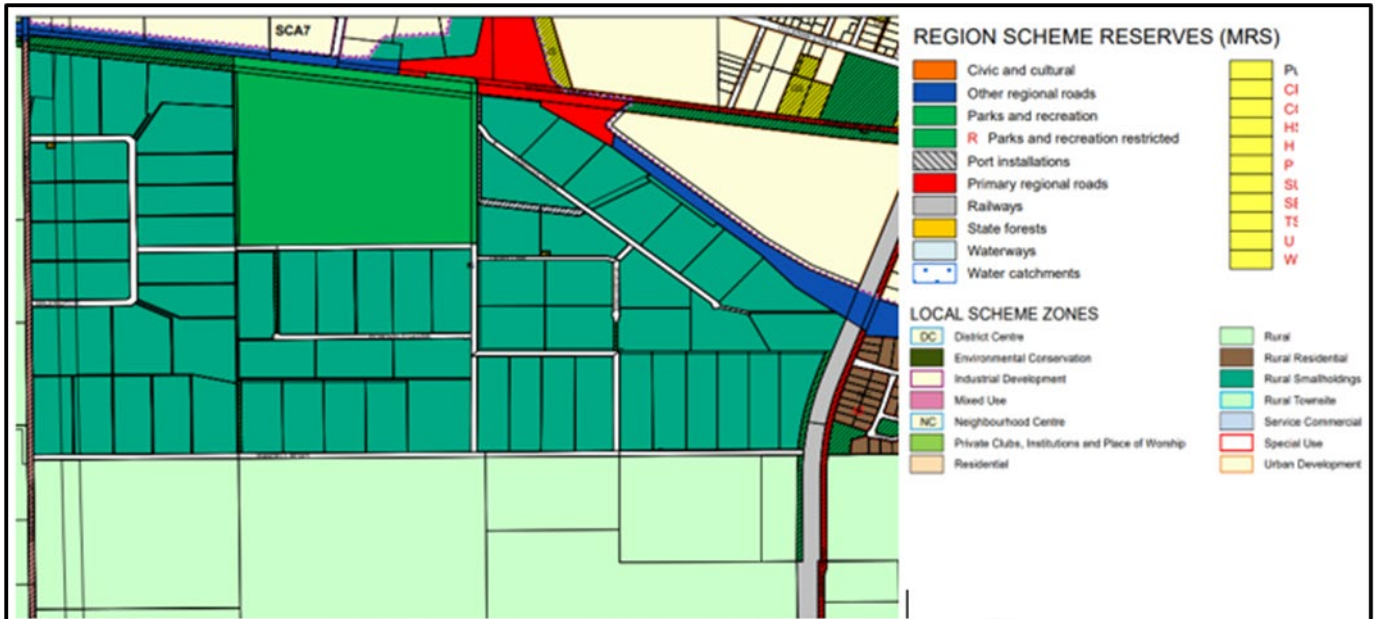 SCA7
REGION SCHEME RESERVES (MRS)
Civic and cultural
Other regional roads
Parks and recreation
R Parks and recreation restricted
Port installations
Primary regional roads
Railways
State forests
Waterways
Water catchments
LOCAL SCHEME ZONES
DC District Centre
Environmental Conservation
Industrial Development
Mixed Use
NC Neighbourhood Centre
Private Clubs, Institutions and Place of Worship
Residential
Rural
Rural Residential
Rural Smallholdings
Rural Townsite
Service Commercial
Special Use
Urban Development